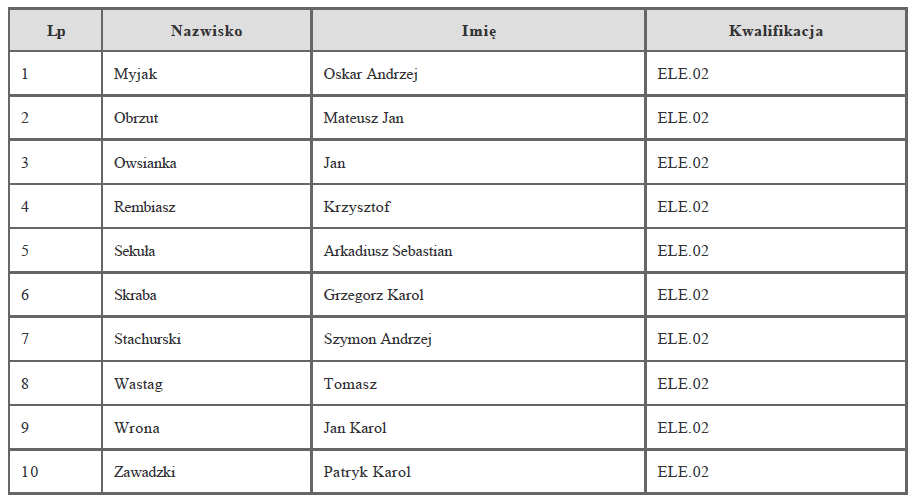 Lp Nazwisko Imię Kwalifikacja
1 Myjak Oskar Andrzej ELE.02
2 Obrzut Mateusz Jan ELE.02
3 Owsianka Jan ELE.02
4 Rembiasz Krzysztof ELE.02
5 Sekuła Arkadiusz Sebastian ELE.02
6 Skraba Grzegorz Karol ELE.02
7 Stachurski Szymon Andrzej ELE.02
8 Wastag Tomasz ELE.02
9 Wrona Jan Karol ELE.02
10 Zawadzki Patryk Karol ELE.02